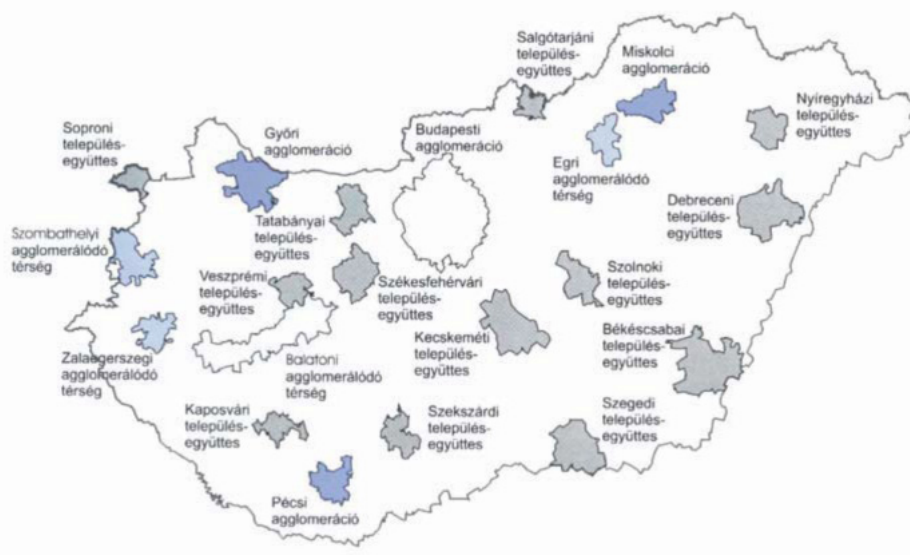 Salgótarjáni
település-
együttes
Miskolci
agglomeráció
Nyíregyházi
település-
együttes
Soproni
település-
együttes
Győri
agglomeráció
Budapesti
agglomeráció
Egri
agglomerálódó
térség
Debreceni
település-
együttes
Tatabányai
település-
együttes
Szombathelyi
agglomerálódó
térség
Veszprémi
település-
együttes
Székesfehérvári
település-
együttes
Szolnoki
település-
együttes
Kecskeméti
település-
együttes
Békéscsabai
település-
együttes
Zalaegerszegi
agglomerálódó
térség
Balatoni
agglomerálódó
térség
Kaposvári
település-
együttes
Szekszárdi
település-
együttes
Szegedi
település-
együttes
Pécsi
agglomeráció